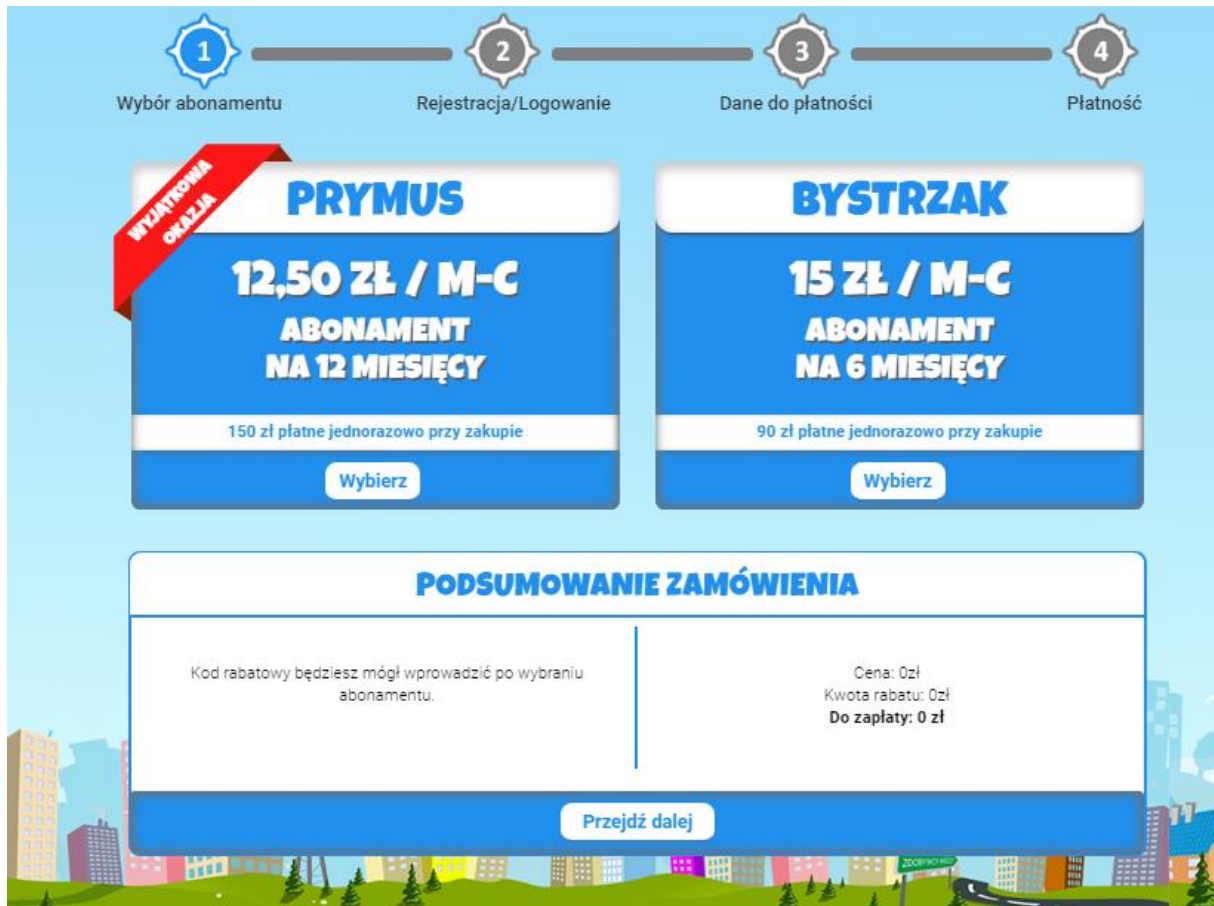 1
2
3
4
Wybór abonamentu
Rejestracja/Logowanie
Dane do płatności
Płatność
WYJĄTKOWA
OKAZJA
PRYMUS
12,50 ZŁ / M-C
ABONAMENT
NA 12 MIESIĘCY
150 zł płatne jednorazowo przy zakupie
Wybierz
BYSTRZAK
15 ZŁ / M-C
ABONAMENT
NA 6 MIESIĘCY
90 zł płatne jednorazowo przy zakupie
Wybierz
PODSUMOWANIE ZAMÓWIENIA
Kod rabatowy będziesz mógł wprowadzić po wybraniu
abonamentu.
Cena: 0zł
Kwota rabatu: 0zł
Do zapłaty: 0 zł
Przejdź dalej
ZDOBYWCY WIEDZY